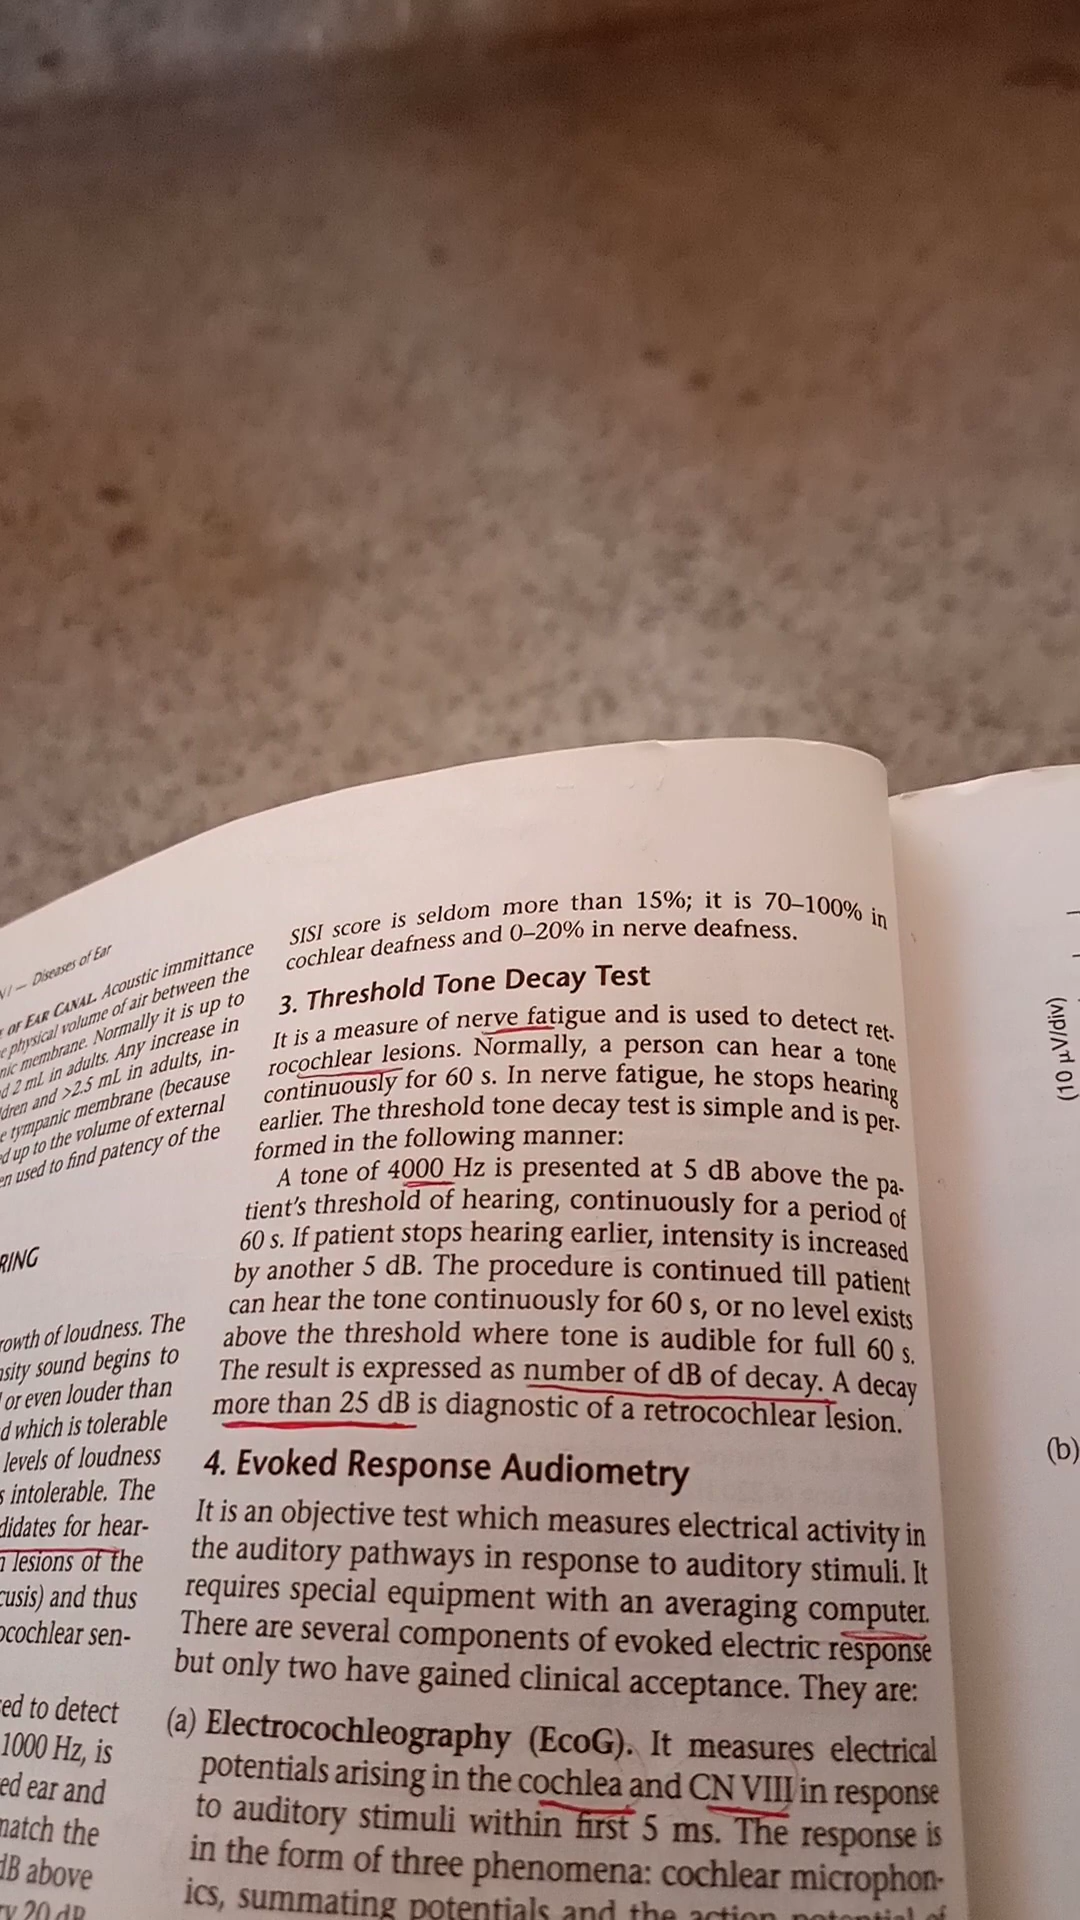 Diseases of Ear
OF EAR CANAL. Acoustic immittance
physical volume of air between the
membrane. Normally it is up to
2 mL in adults. Any increase in
and >2.5 mL in adults, in-
tympanic membrane (because
up to the volume of external
used to find patency of the
RING
of loudness. The
sound begins to
or even louder than
which is tolerable
levels of loudness
intolerable. The
for hear-
lesions of the
and thus
sen-
to detect
1000 Hz, is
ear and
the
above
SISI score is seldom more than 15%; it is 70–100% in
cochlear deafness and 0–20% in nerve deafness.
3. Threshold Tone Decay Test
It is a measure of nerve fatigue and is used to detect ret-
rocochlear lesions. Normally, a person can hear a tone
continuously for 60 s. In nerve fatigue, he stops hearing
earlier. The threshold tone decay test is simple and is per-
formed in the following manner:
A tone of 4000 Hz is presented at 5 dB above the pa-
tient's threshold of hearing, continuously for a period of
60 s. If patient stops hearing earlier, intensity is increased
by another 5 dB. The procedure is continued till patient
can hear the tone continuously for 60 s, or no level exists
above the threshold where tone is audible for full 60 s.
The result is expressed as number of dB of decay. A decay
more than 25 dB is diagnostic of a retrocochlear lesion.
4. Evoked Response Audiometry
It is an objective test which measures electrical activity in
the auditory pathways in response to auditory stimuli. It
requires special equipment with an averaging computer.
There are several components of evoked electric response
but only two have gained clinical acceptance. They are:
(a) Electrocochleography (EcoG). It measures electrical
potentials arising in the cochlea and CN VIII in response
to auditory stimuli within first 5 ms. The response is
in the form of three phenomena: cochlear microphon-
ics, summating potentials and the action potential of
(10 µV/div)
(b)